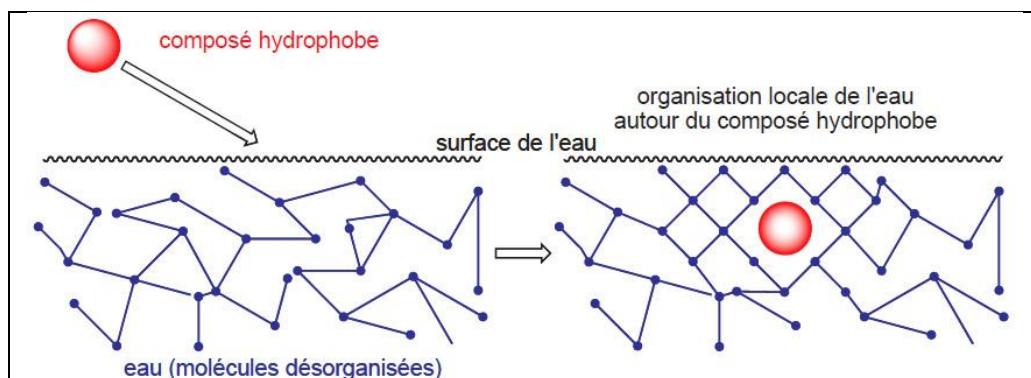 composé hydrophobe
organisation locale de l'eau
autour du composé hydrophobe
surface de l'eau
eau (molécules désorganisées)